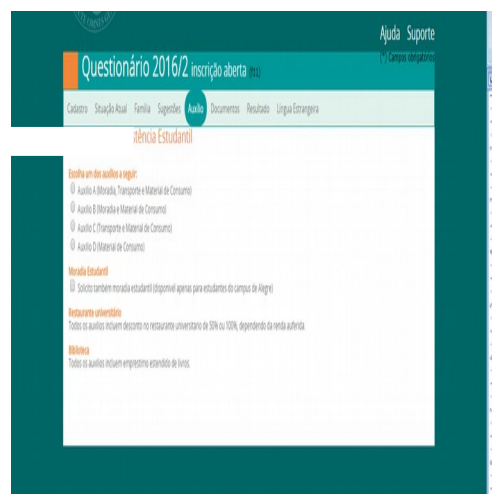 Ajuda Suporte
(*) Campos obrigatórios
Questionário 2016/2 inscrição aberta
Cadastro Situação Atual Família Sugestões Auxílio Documentos Resultado Língua Estrangeira
tência Estudantil
Escolha um dos auxílios a seguir:
Auxílio A (Moradia, Transporte e Material de Consumo)
Auxílio B (Moradia e Material de Consumo)
Auxílio C (Transporte e Material de Consumo)
Auxílio D (Material de Consumo)
Moradia Estudantil
Solicito também moradia estudantil (disponível apenas para estudantes do campus de Alegre)
Restaurante universitário
Todos os auxílios incluem desconto no restaurante universitário de 50% ou 100%, dependendo da renda auferida.
Biblioteca
Todos os auxílios incluem empréstimo estendido de livros.